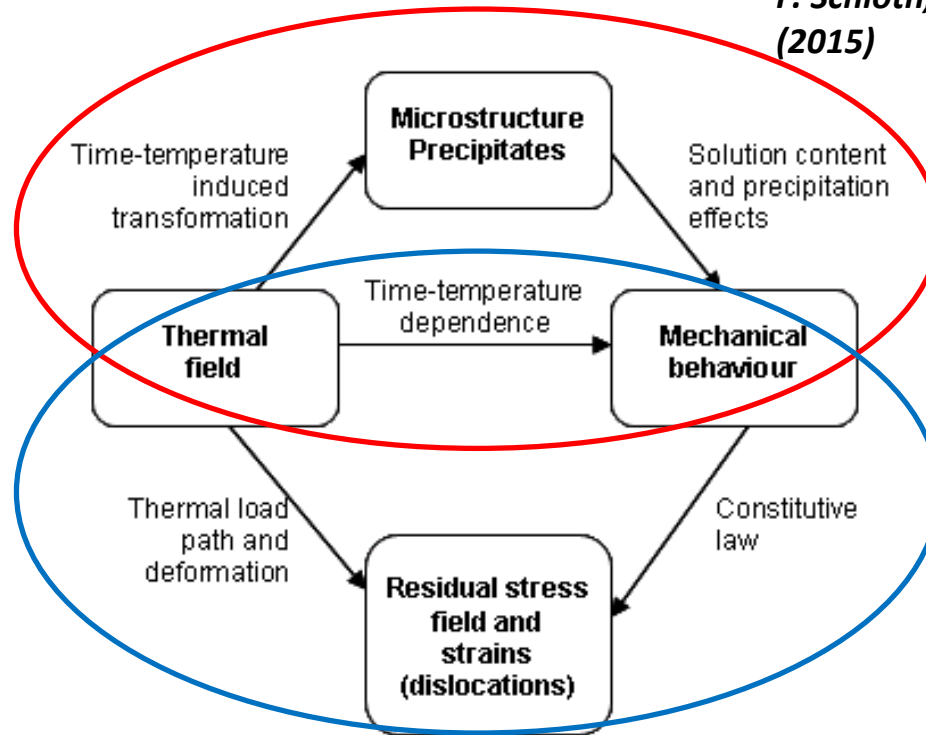 (2015)
Microstructure
Precipitates
Time-temperature
induced
transformation
Solution content
and precipitation
effects
Time-temperature
dependence
Thermal
field
Mechanical
behaviour
Thermal load
path and
deformation
Constitutive
law
Residual stress
field and
strains
(dislocations)